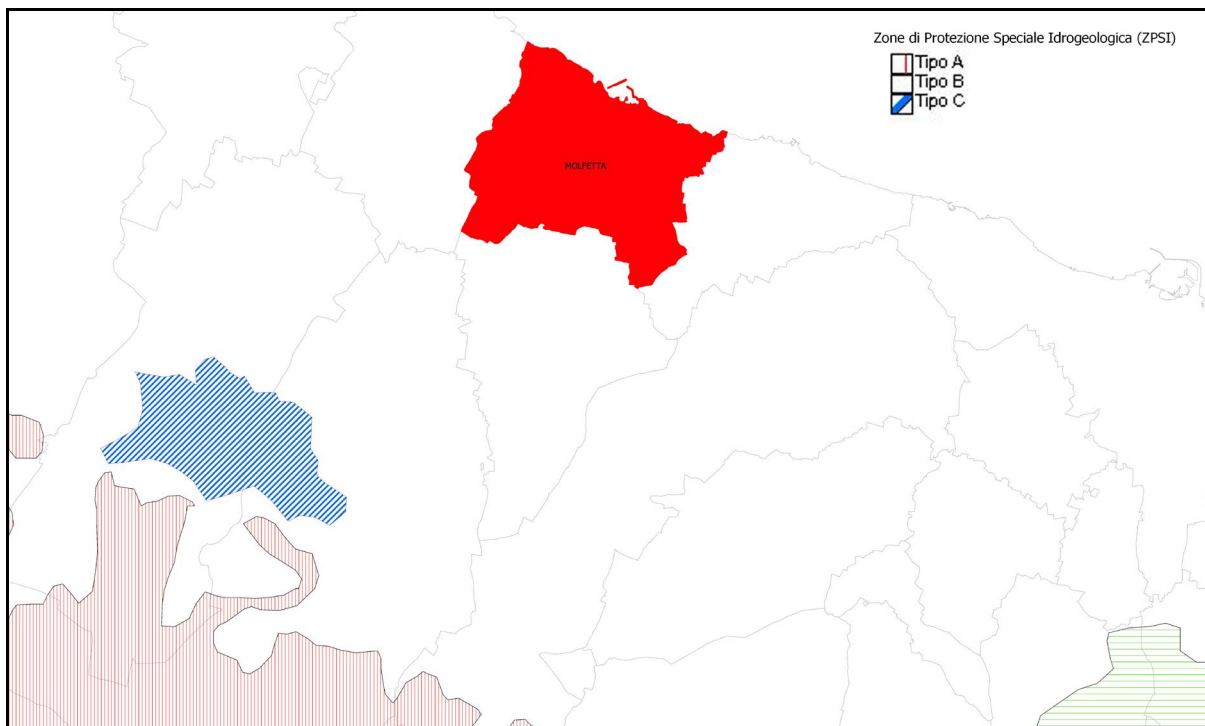 Zone di Protezione Speciale Idrogeologica (ZPSI)
Tipo A
Tipo B
Tipo C
MOLFETTA